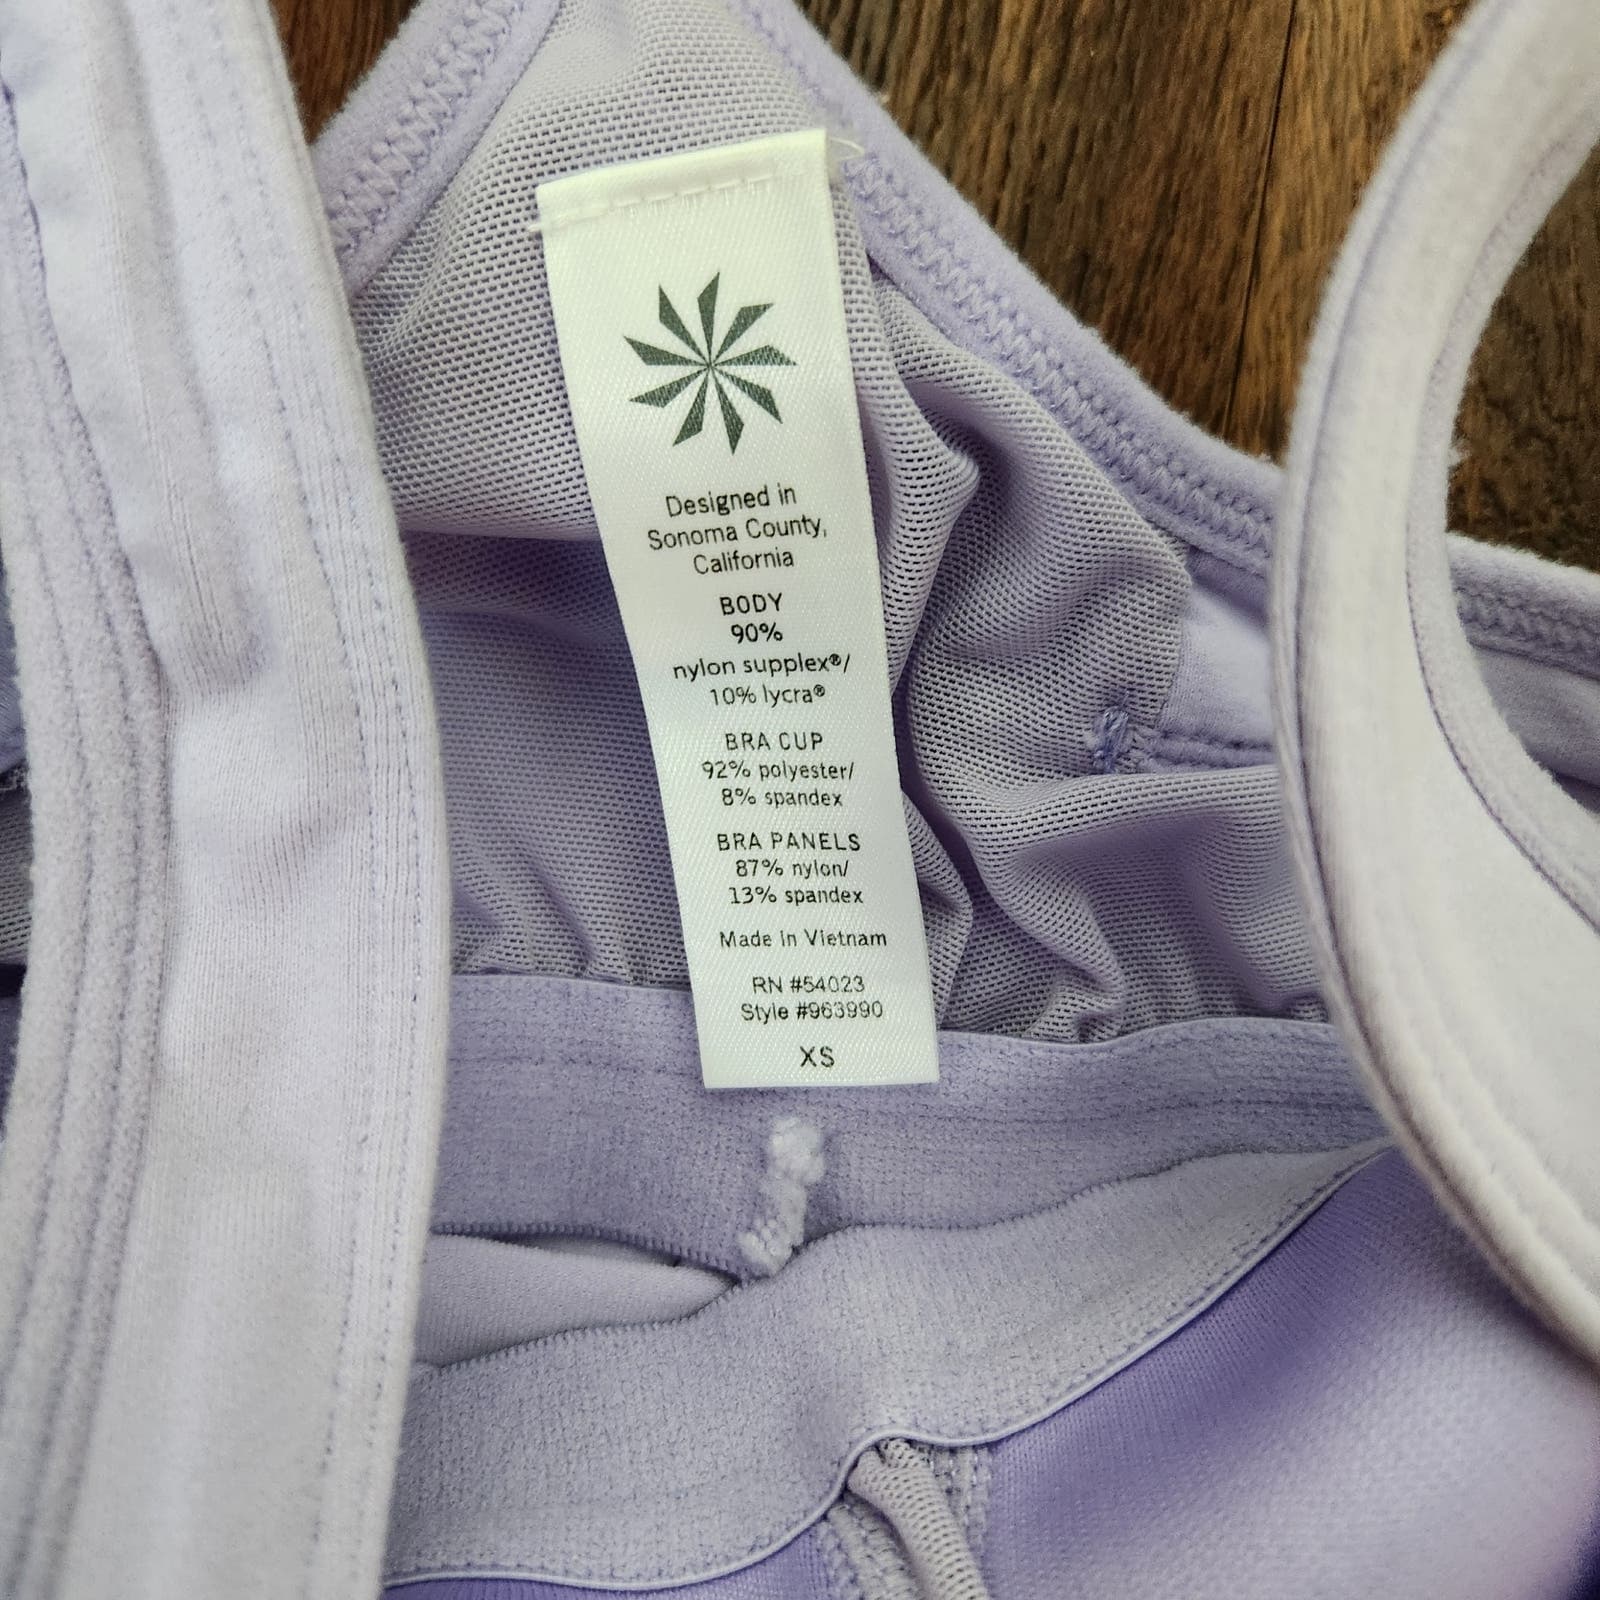 Designed in
Sonoma County,
California
BODY
90%
nylon supplex®/
10% lycra®
BRA CUP
92% polyester/
8% spandex
BRA PANELS
87% nylon/
13% spandex
Made in Vietnam
RN #54023
Style #963990
XS